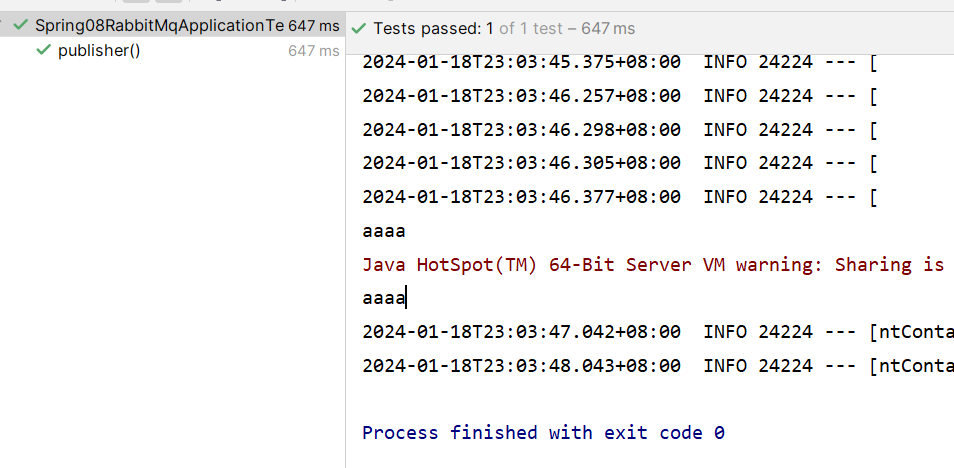 Spring08RabbitMqApplicationTe 647 ms
publisher() 647 ms
Tests passed: 1 of 1 test – 647 ms
2024-01-18T23:03:45.375+08:00 INFO 24224 --- [
2024-01-18T23:03:46.257+08:00 INFO 24224 --- [
2024-01-18T23:03:46.298+08:00 INFO 24224 --- [
2024-01-18T23:03:46.305+08:00 INFO 24224 --- [
2024-01-18T23:03:46.377+08:00 INFO 24224 --- [
aaaa
Java HotSpot(TM) 64-Bit Server VM warning: Sharing is
aaaa
2024-01-18T23:03:47.042+08:00 INFO 24224 --- [ntConta
2024-01-18T23:03:48.043+08:00 INFO 24224 --- [ntConta
Process finished with exit code 0